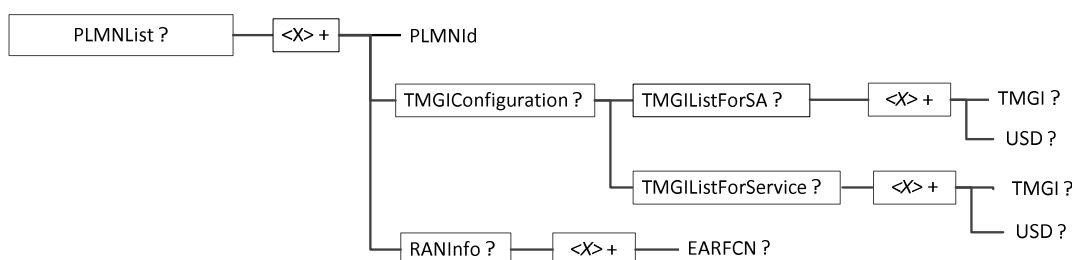 PLMNList ?
<X> +
PLMNId
TMGIConfiguration ?
TMGIListForSA ?
<X> +
TMGI ?
USD ?
TMGIListForService ?
<X> +
TMGI ?
USD ?
RANInfo ?
<X> +
EARFCN ?